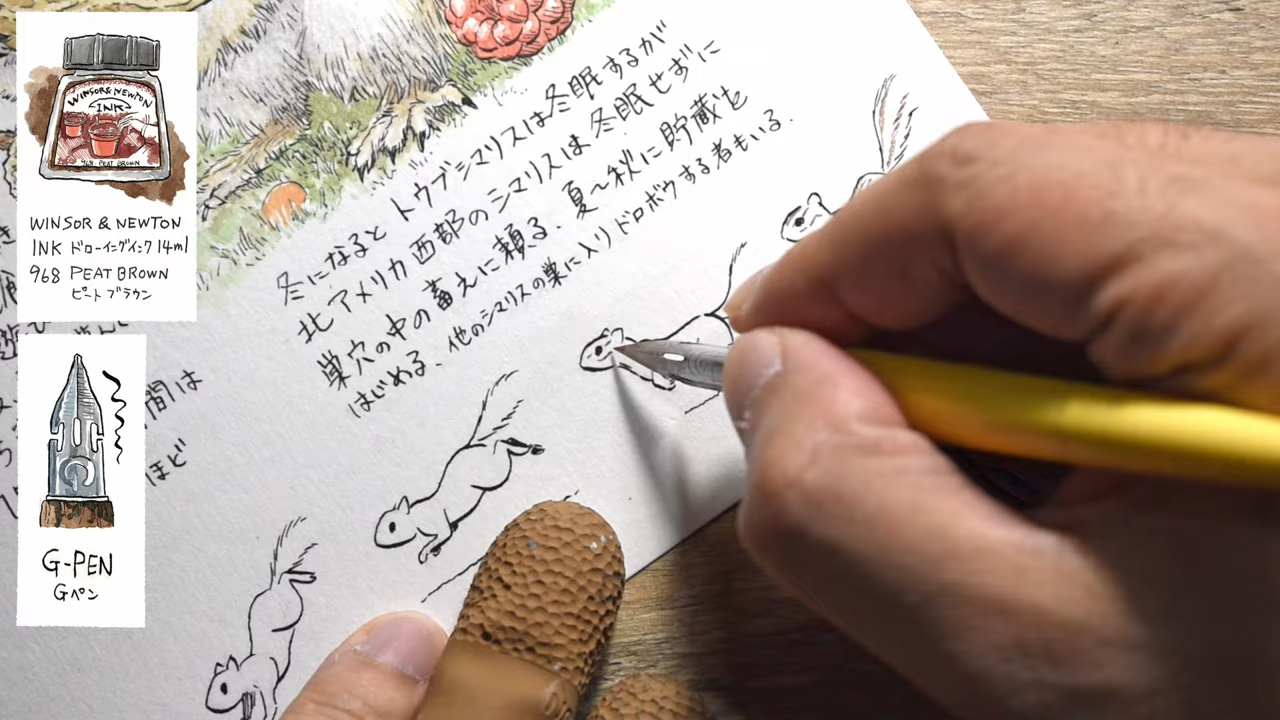 WINSOR & NEWTON
INK
968 PEAT BROWN
WINSOR & NEWTON
INK ドローイングインク 14ml
968 PEAT BROWN
ピート ブラウン
G-PEN
Gペン
冬になると トウブシマリスは冬眠するが
北アメリカ西部のシマリスは 冬眠せずに
巣穴の中の蓄えに頼る。夏〜秋に貯蔵を
はじめる。他のシマリスの巣に入りドロボウする者もいる。
間は
ほど